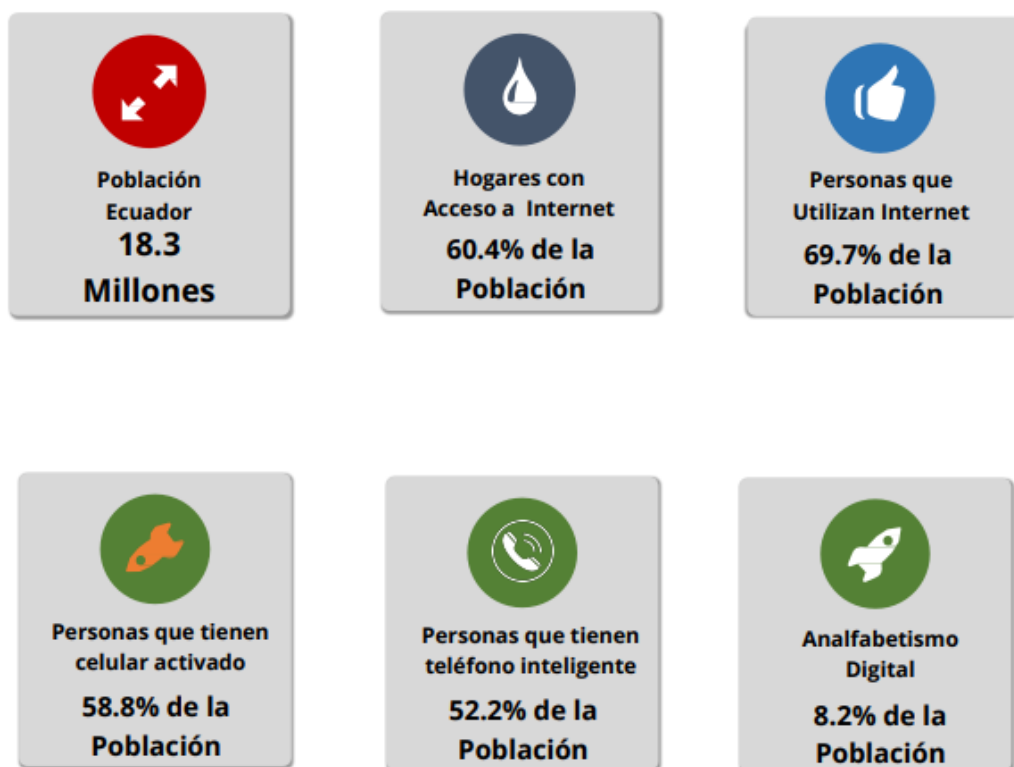 Población
Ecuador
18.3
Millones
Hogares con
Acceso a Internet
60.4% de la
Población
Personas que
Utilizan Internet
69.7% de la
Población
Personas que tienen
celular activado
58.8% de la
Población
Personas que tienen
teléfono inteligente
52.2% de la
Población
Analfabetismo
Digital
8.2% de la
Población